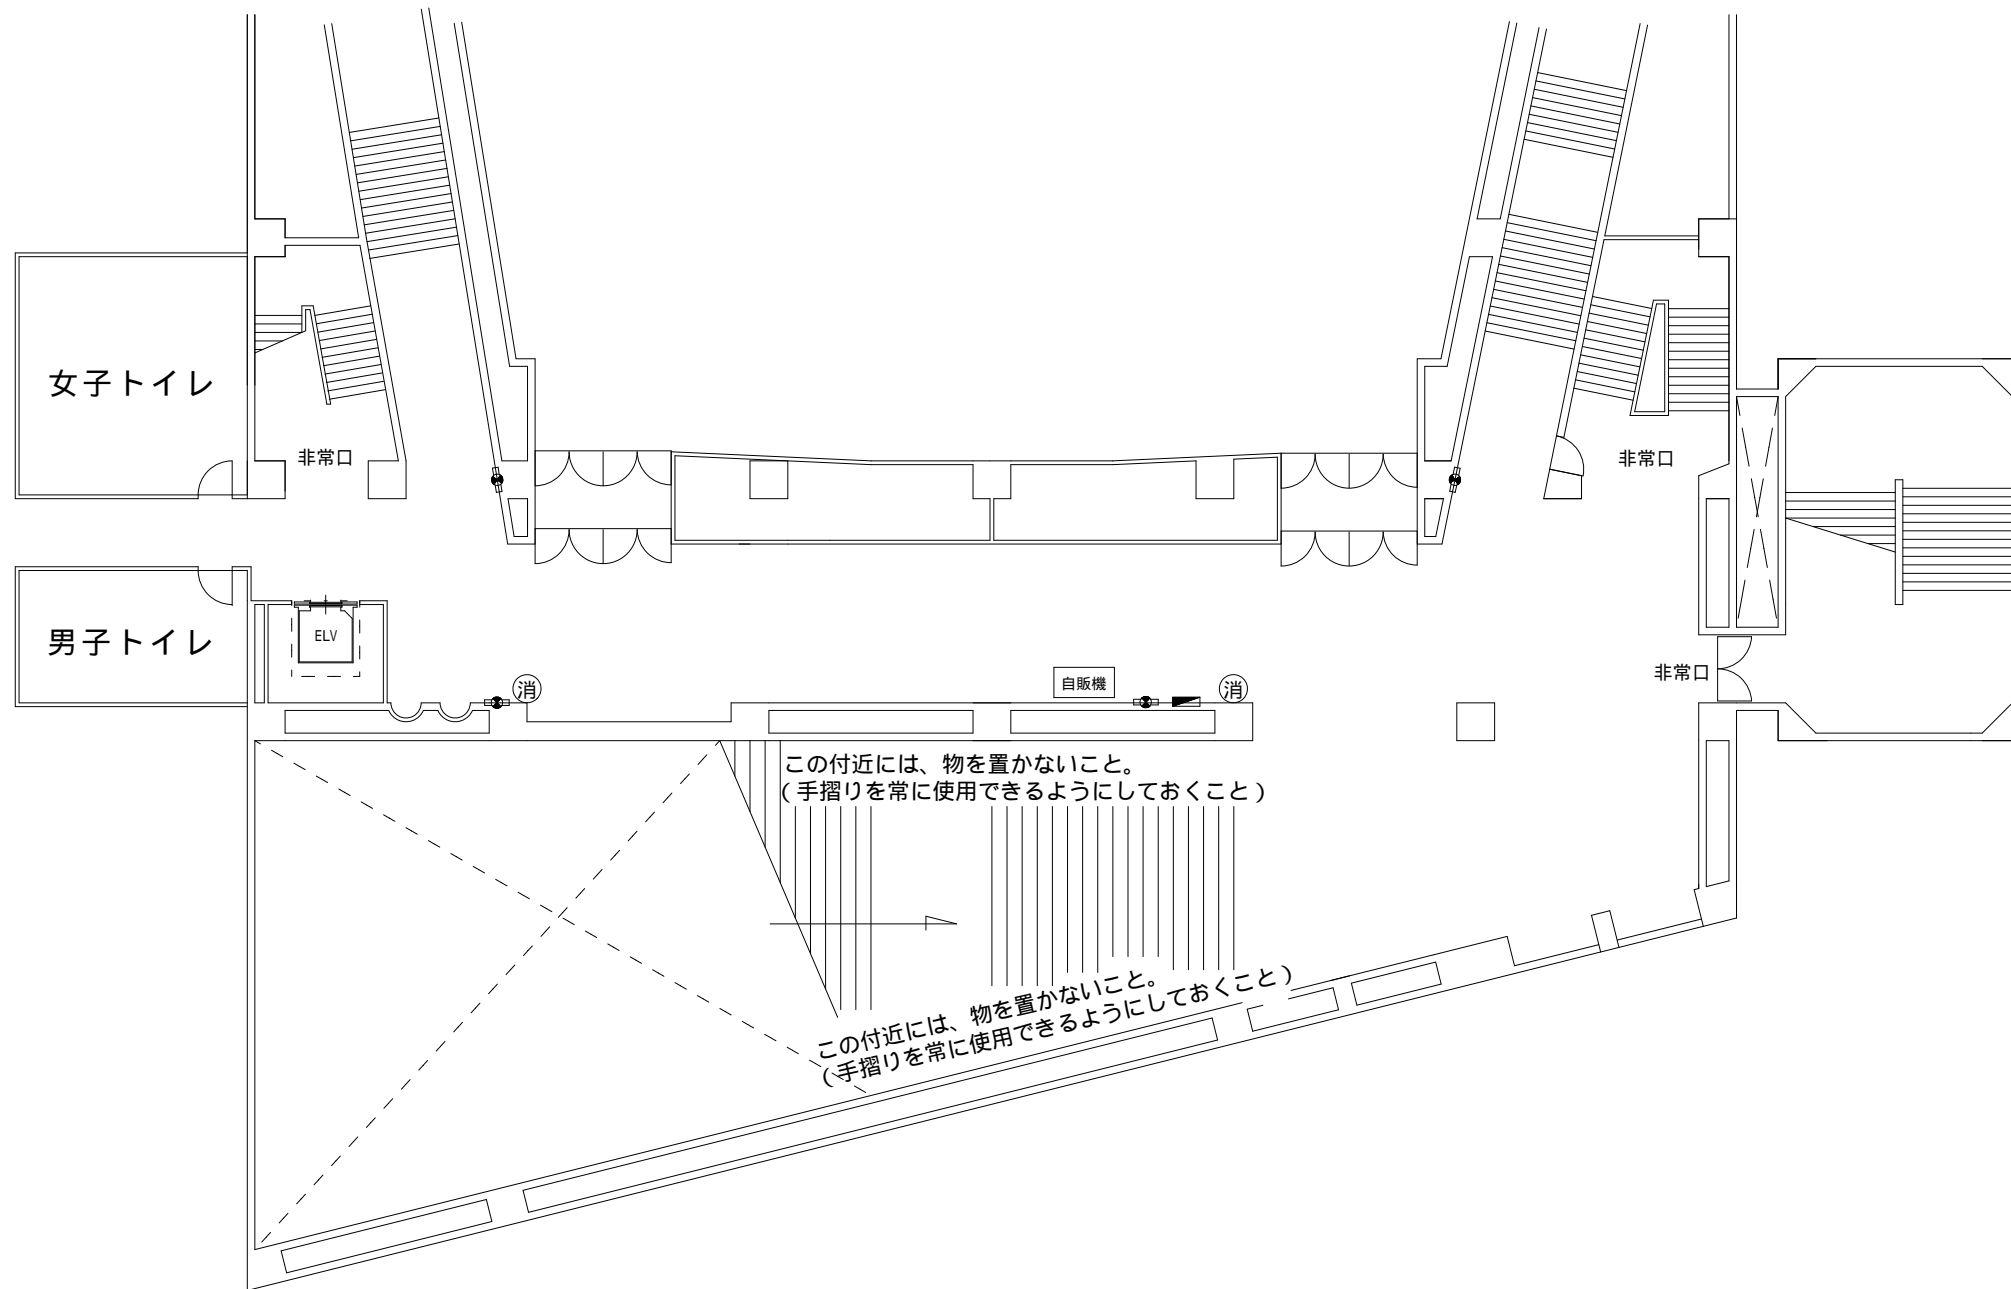 女子トイレ
非常口
非常口
男子トイレ
ELV
消
自販機
消
非常口
この付近には、物を置かないこと。
(手摺りを常に使用できるようにしておくこと)
この付近には、物を置かないこと。
(手摺りを常に使用できるようにしておくこと)